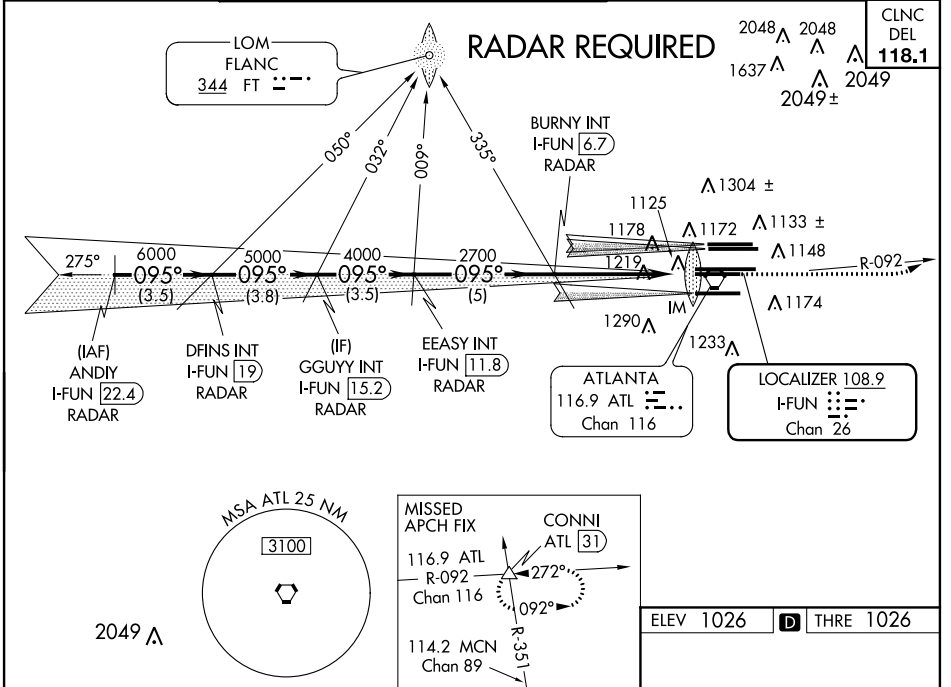 RADAR REQUIRED
CLNC
DEL
118.1
2048
2048
1637
2049
2049 ±
LOM
FLANC
344 FT
050°
032°
009°
335°
BURNY INT
I-FUN 6.7
RADAR
1304 ±
1125
1178
1172
1133 ±
1148
1219
275°
6000
095°
(3.5)
5000
095°
(3.8)
4000
095°
(3.5)
2700
095°
(5)
R-092
IM
1174
1290
1233
(IAF)
ANDIY
I-FUN 22.4
RADAR
DFINS INT
I-FUN 19
RADAR
(IF)
GGUYY INT
I-FUN 15.2
RADAR
EEASY INT
I-FUN 11.8
RADAR
ATLANTA
116.9 ATL
Chan 116
LOCALIZER 108.9
I-FUN
Chan 26
MSA ATL 25 NM
3100
2049
MISSED
APCH FIX
CONNI
ATL 31
116.9 ATL
R-092
Chan 116
272°
092°
R-351
114.2 MCN
Chan 89
ELEV 1026
D
THRE 1026